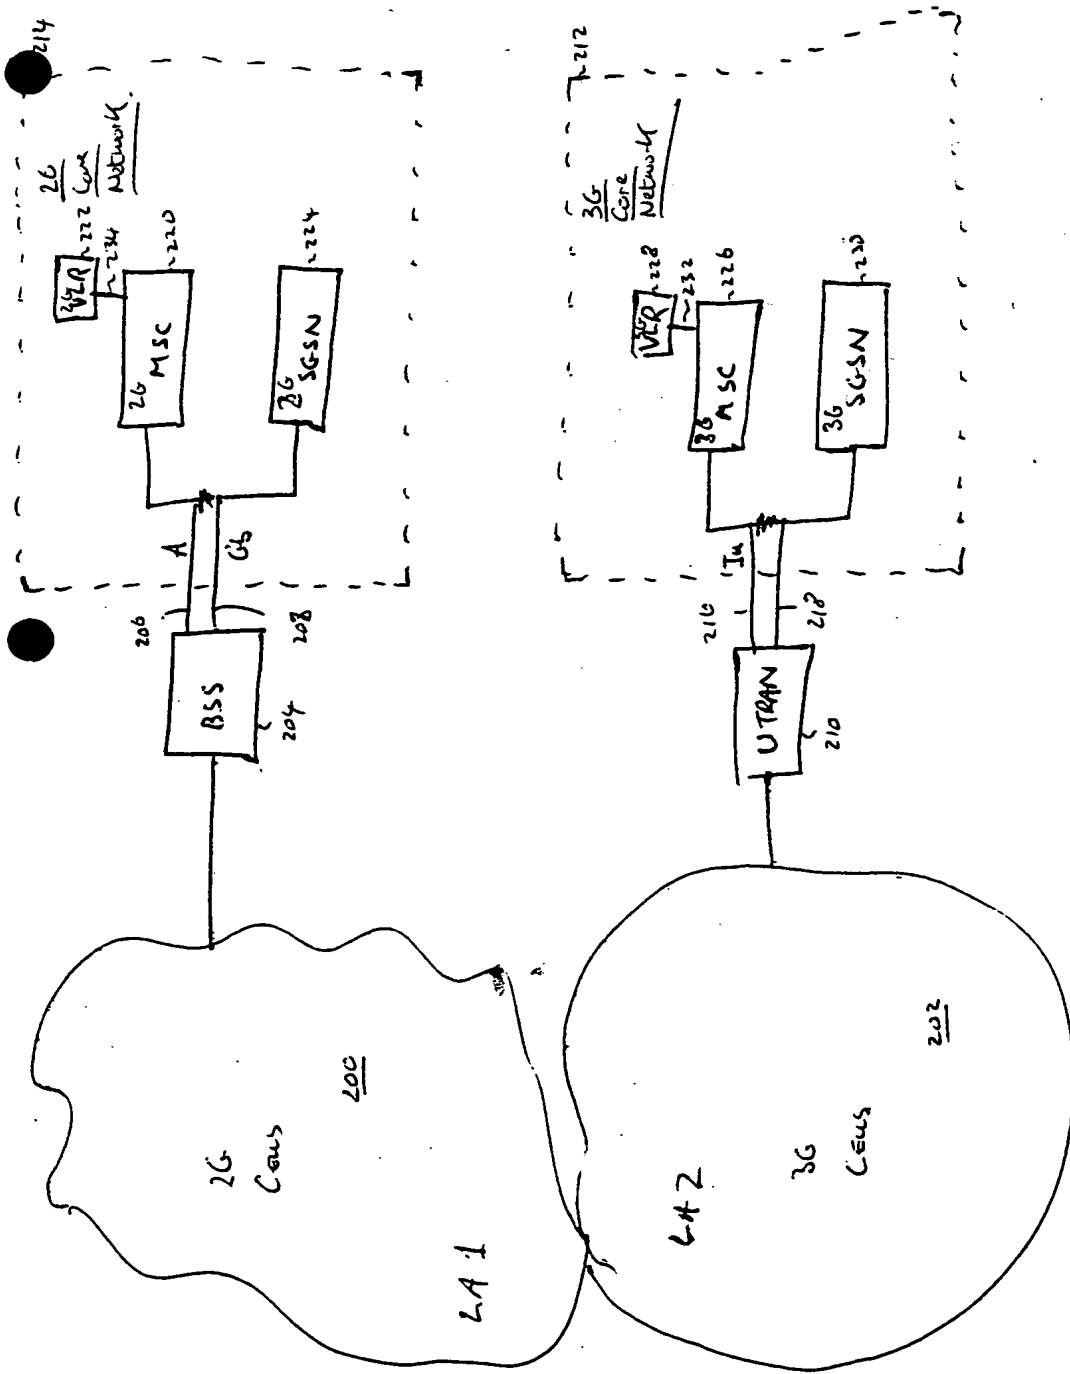 214
2G
Core
Network
2G
VLR
222
234
2G
MSC
220
2G
SGSN
224
A
Gb
206
208
BSS
204
2G
Cells
200
LA 1
212
3G
Core
Network
3G
VLR
228
232
3G
MSC
226
3G
SGSN
230
Iu
216
218
UTRAN
210
LA 2
3G
Cells
202